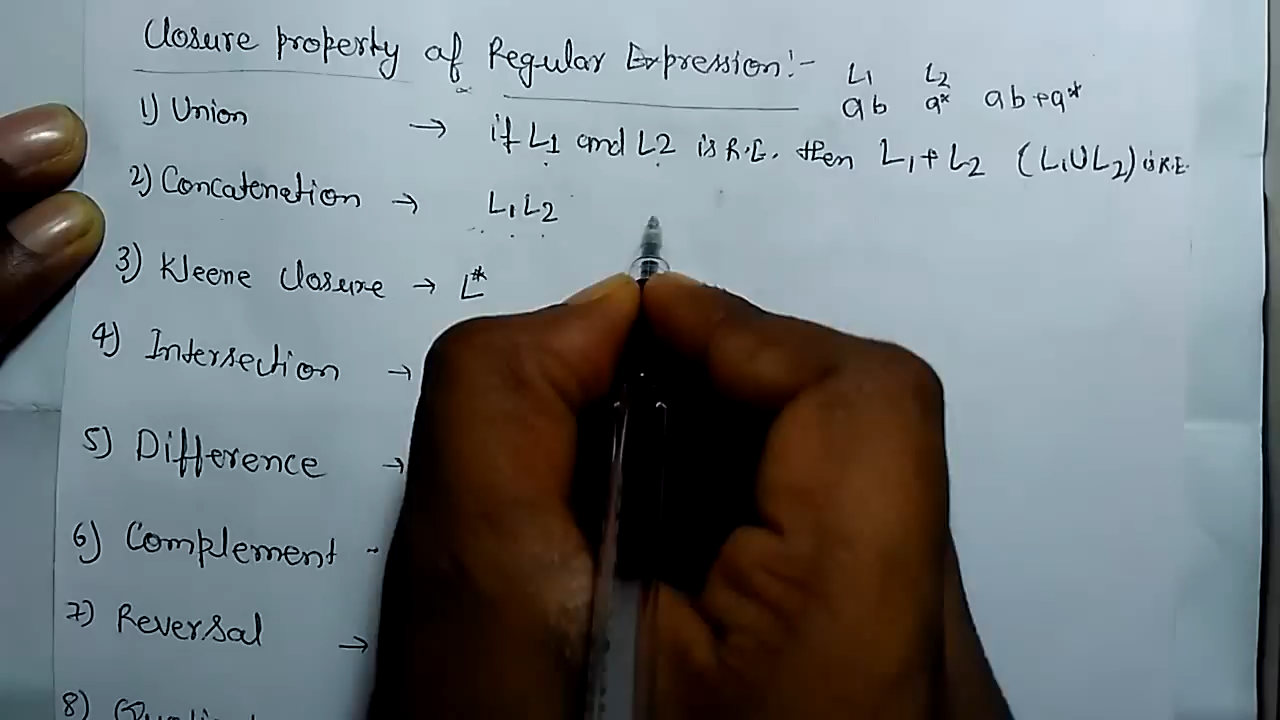 Closure property of Regular Expression:-
L1 L2
ab a* ab+a*
1) Union → if L1 and L2 is R.E. then L1+L2 (L1UL2) is R.E.
2) Concatenetion → L1L2
3) Kleene closure → L*
4) Intersection →
5) Difference →
6) Complement -
7) Reversal →
8)